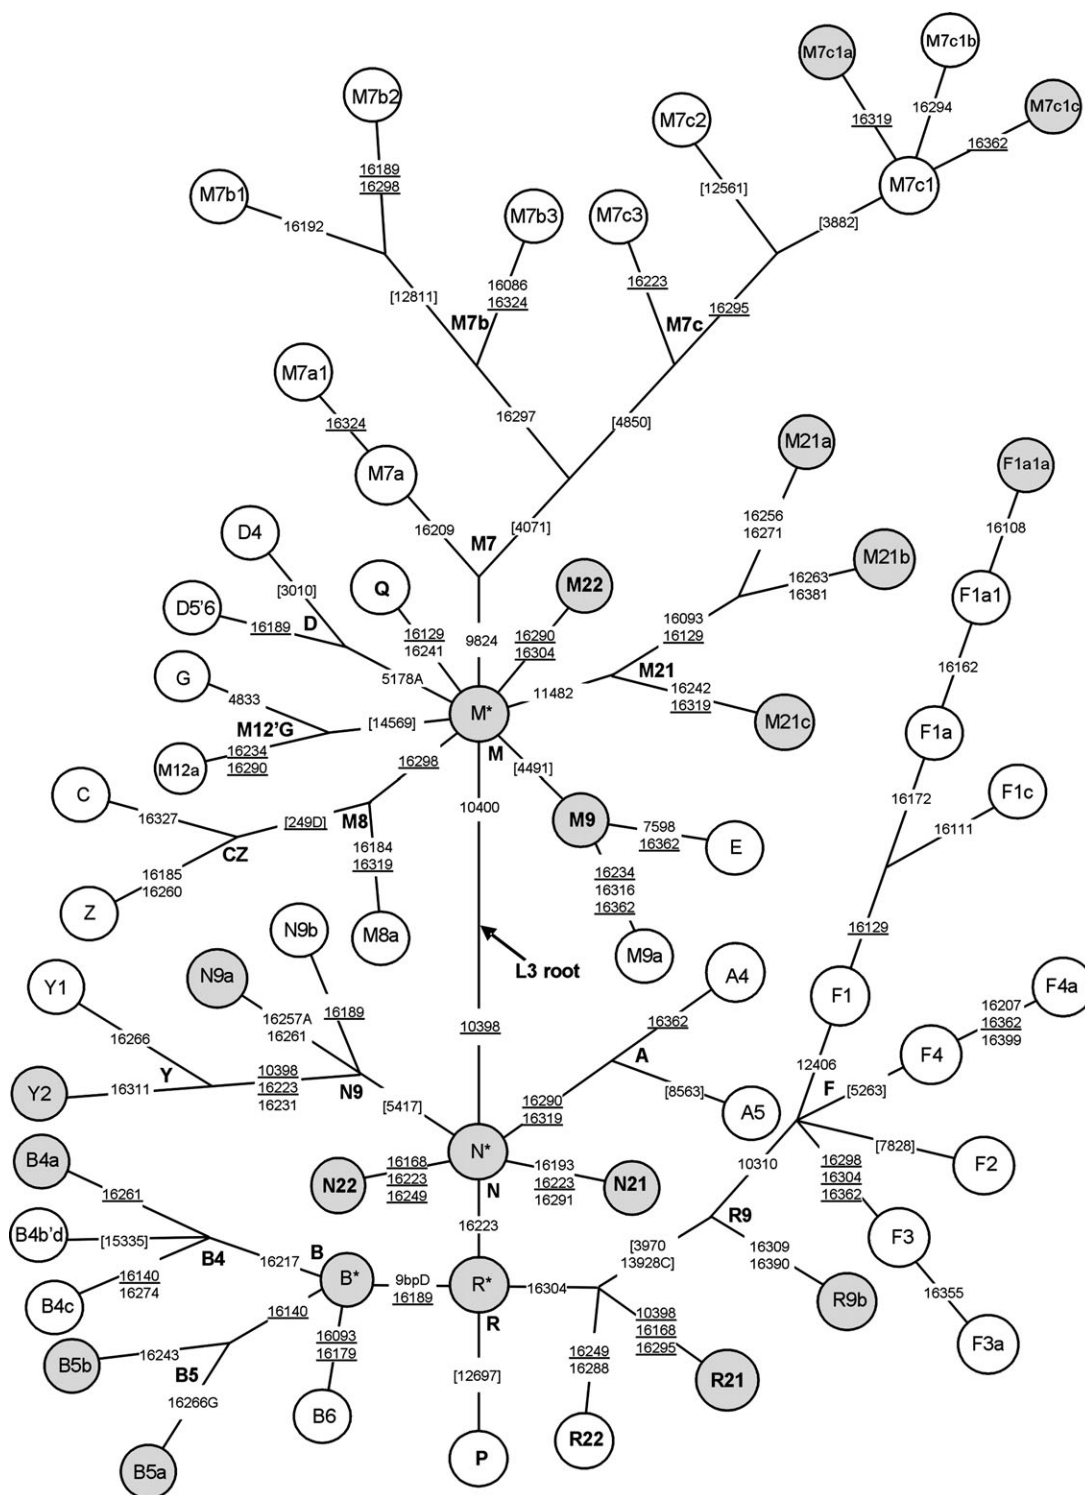 M7c1a
M7c1b
M7c1c
M7b2
M7c2
16319
16294
16362
M7c1
16189
16298
M7b1
M7b3
M7c3
[12561]
16192
[3882]
16086
16324
16223
[12811]
M7b
M7c
16295
M7a1
16297
[4850]
16324
M7a
M21a
F1a1a
16209
M7
[4071]
16256
16271
16108
D4
[3010]
Q
M22
M21b
16263
16381
F1a1
D5'6
16189
D
16129
16241
9824
16290
16304
16093
16129
16162
G
5178A
M21
16242
16319
4833
11482
M21c
M12'G
[14569]
M*
F1a
M12a
16234
16290
16298
M
[4491]
C
10400
16172
F1c
16327
[249D]
M8
M9
7598
16362
E
16111
CZ
16184
16319
16185
16260
16234
16316
16362
Z
N9b
M8a
M9a
16129
N9a
L3 root
A4
Y1
F1
F4a
16257A
16261
16189
16362
16207
16362
16399
16266
10398
A
F4
Y
10398
16223
16231
N9
12406
F
[5263]
Y2
16311
[5417]
16290
16319
[8563]
A5
B4a
N*
[7828]
F2
N22
16168
16223
16249
N
16193
16223
16291
N21
10310
16298
16304
16362
16261
B4b'd
[15335]
B4
B
16223
R9
F3
16217
[3970
13928C]
16309
16390
B4c
16140
16274
B*
9bpD
16189
R*
16304
R9b
16355
16140
R
10398
16168
16295
B5b
16243
B5
16093
16179
16249
16288
F3a
16266G
[12697]
R21
B6
P
R22
B5a